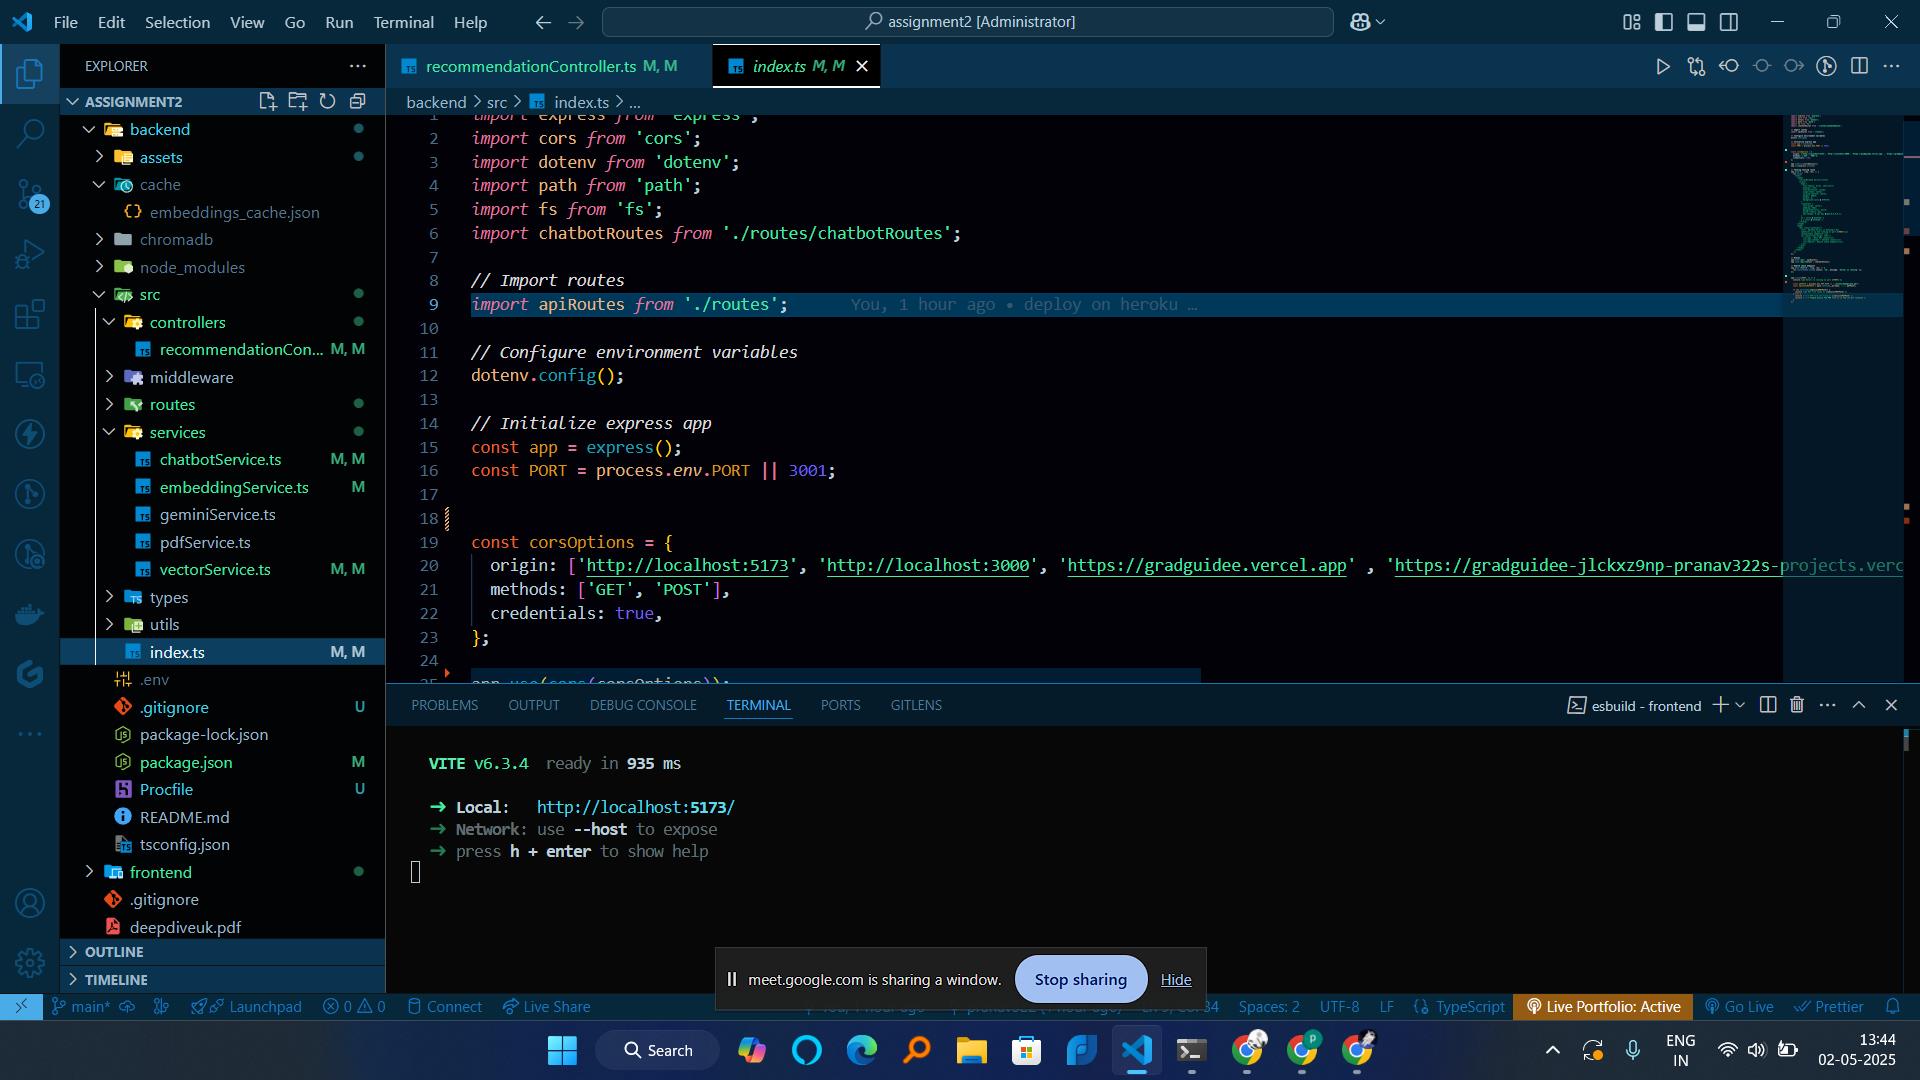 File Edit Selection View Go Run Terminal Help
assignment2 [Administrator]
EXPLORER
ASSIGNMENT2
backend
assets
cache
embeddings_cache.json
chromadb
node_modules
src
controllers
recommendationCon... M, M
middleware
routes
services
chatbotService.ts M, M
embeddingService.ts M
geminiService.ts
pdfService.ts
vectorService.ts M, M
types
utils
index.ts M, M
.env
.gitignore U
package-lock.json
package.json M
Procfile U
README.md
tsconfig.json
frontend
.gitignore
deepdiveuk.pdf
OUTLINE
TIMELINE
21
recommendationController.ts M, M
index.ts M, M
backend > src > index.ts > ...
1 import express from 'express';
2 import cors from 'cors';
3 import dotenv from 'dotenv';
4 import path from 'path';
5 import fs from 'fs';
6 import chatbotRoutes from './routes/chatbotRoutes';
7
8 // Import routes
9 import apiRoutes from './routes'; You, 1 hour ago • deploy on heroku …
10
11 // Configure environment variables
12 dotenv.config();
13
14 // Initialize express app
15 const app = express();
16 const PORT = process.env.PORT || 3001;
17
18
19 const corsOptions = {
20 origin: ['http://localhost:5173', 'http://localhost:3000', 'https://gradguidee.vercel.app' , 'https://gradguidee-jlckxz9np-pranav322s-projects.verc
21 methods: ['GET', 'POST'],
22 credentials: true,
23 };
24
25 app.use(cors(corsOptions));
PROBLEMS OUTPUT DEBUG CONSOLE TERMINAL PORTS GITLENS
esbuild - frontend
VITE v6.3.4 ready in 935 ms
➜ Local: http://localhost:5173/
➜ Network: use --host to expose
➜ press h + enter to show help
meet.google.com is sharing a window. Stop sharing Hide
main* Launchpad 0 0 Connect Live Share
Spaces: 2 UTF-8 LF {} TypeScript Live Portfolio: Active Go Live Prettier
Search
ENG
IN
13:44
02-05-2025